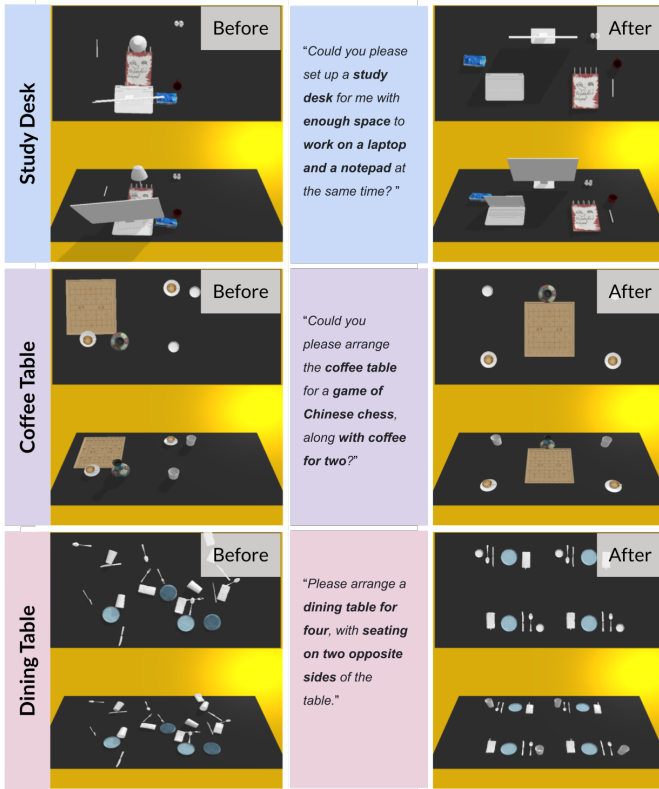 Study Desk
Before
“Could you please
set up a study
desk for me with
enough space to
work on a laptop
and a notepad at
the same time? ”
After
Coffee Table
Before
“Could you
please arrange
the coffee table
for a game of
Chinese chess,
along with coffee
for two?”
After
Dining Table
Before
“Please arrange a
dining table for
four, with seating
on two opposite
sides of the
table.”
After